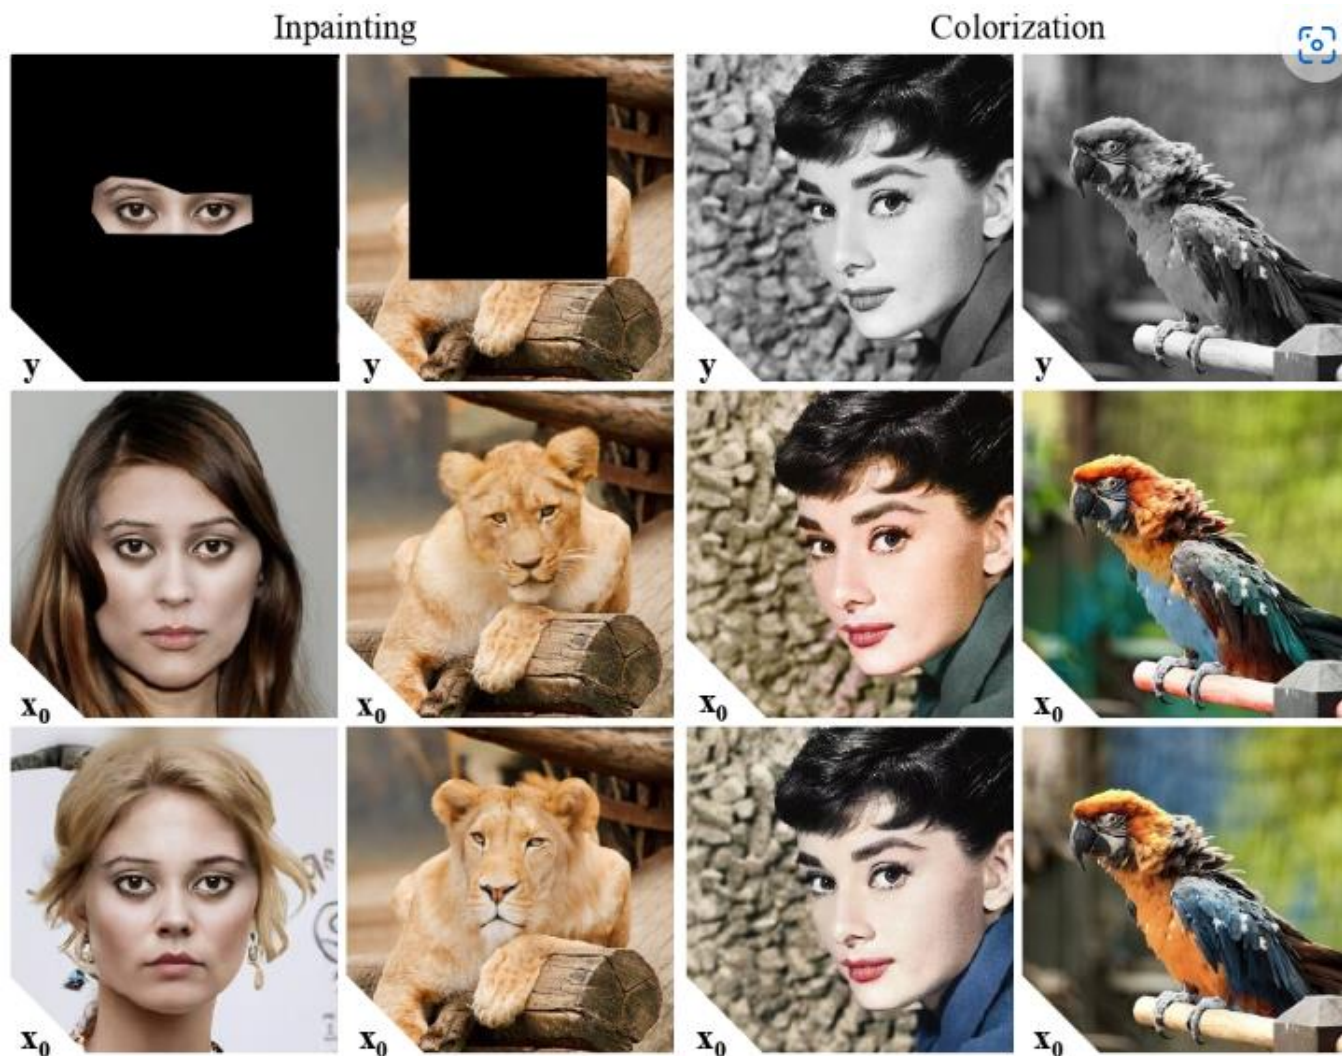 Inpainting Colorization
y y y y
x₀ x₀ x₀ x₀
x₀ x₀ x₀ x₀